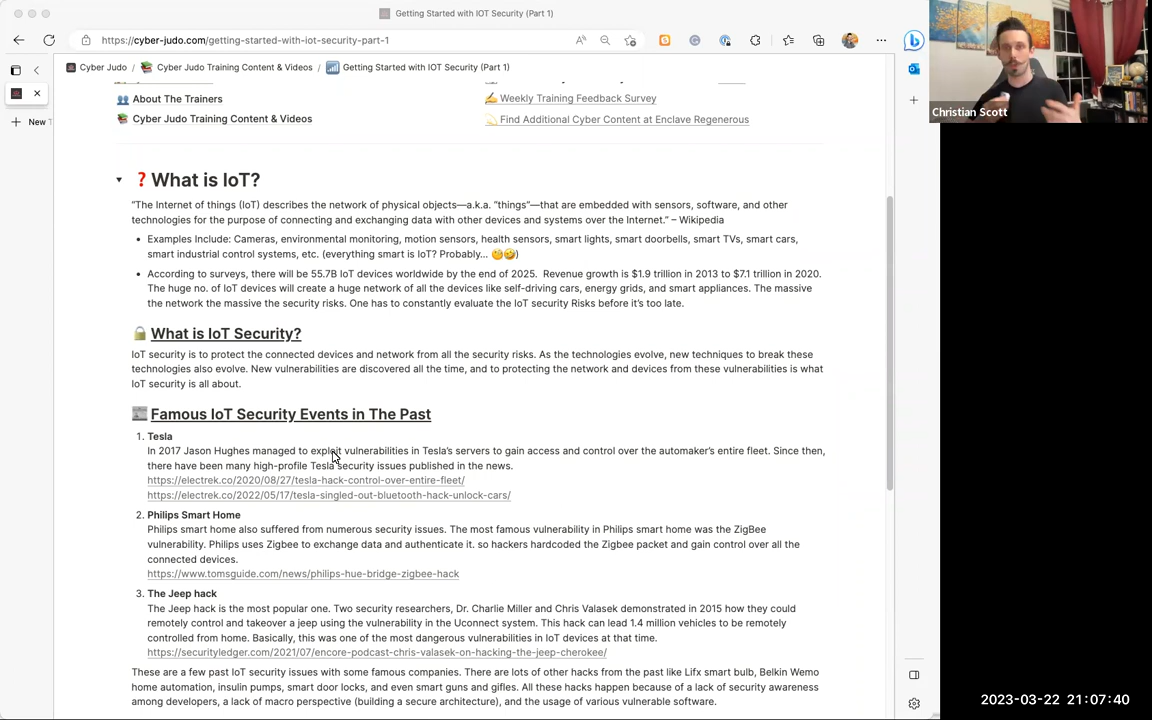 Getting Started with IOT Security (Part 1)
https://cyber-judo.com/getting-started-with-iot-security-part-1
Cyber Judo / Cyber Judo Training Content & Videos / Getting Started with IOT Security (Part 1)
New
About The Trainers
Weekly Training Feedback Survey
Cyber Judo Training Content & Videos
Find Additional Cyber Content at Enclave Regenerous
Christian Scott
What is IoT?
“The Internet of things (IoT) describes the network of physical objects—a.k.a. “things”—that are embedded with sensors, software, and other
technologies for the purpose of connecting and exchanging data with other devices and systems over the Internet.” – Wikipedia
• Examples Include: Cameras, environmental monitoring, motion sensors, health sensors, smart lights, smart doorbells, smart TVs, smart cars,
smart industrial control systems, etc. (everything smart is IoT? Probably... 🧐🤣)
• According to surveys, there will be 55.7B IoT devices worldwide by the end of 2025. Revenue growth is $1.9 trillion in 2013 to $7.1 trillion in 2020.
The huge no. of IoT devices will create a huge network of all the devices like self-driving cars, energy grids, and smart appliances. The massive
the network the massive the security risks. One has to constantly evaluate the IoT security Risks before it’s too late.
What is IoT Security?
IoT security is to protect the connected devices and network from all the security risks. As the technologies evolve, new techniques to break these
technologies also evolve. New vulnerabilities are discovered all the time, and to protecting the network and devices from these vulnerabilities is what
IoT security is all about.
Famous IoT Security Events in The Past
1. Tesla
In 2017 Jason Hughes managed to exploit vulnerabilities in Tesla’s servers to gain access and control over the automaker’s entire fleet. Since then,
there have been many high-profile Tesla security issues published in the news.
https://electrek.co/2020/08/27/tesla-hack-control-over-entire-fleet/
https://electrek.co/2022/05/17/tesla-singled-out-bluetooth-hack-unlock-cars/
2. Philips Smart Home
Philips smart home also suffered from numerous security issues. The most famous vulnerability in Philips smart home was the ZigBee
vulnerability. Philips uses Zigbee to exchange data and authenticate it. so hackers hardcoded the Zigbee packet and gain control over all the
connected devices.
https://www.tomsguide.com/news/philips-hue-bridge-zigbee-hack
3. The Jeep hack
The Jeep hack is the most popular one. Two security researchers, Dr. Charlie Miller and Chris Valasek demonstrated in 2015 how they could
remotely control and takeover a jeep using the vulnerability in the Uconnect system. This hack can lead 1.4 million vehicles to be remotely
controlled from home. Basically, this was one of the most dangerous vulnerabilities in IoT devices at that time.
https://securityledger.com/2021/07/encore-podcast-chris-valasek-on-hacking-the-jeep-cherokee/
These are a few past IoT security issues with some famous companies. There are lots of other hacks from the past like Lifx smart bulb, Belkin Wemo
home automation, insulin pumps, smart door locks, and even smart guns and gifles. All these hacks happen because of a lack of security awareness
among developers, a lack of macro perspective (building a secure architecture), and the usage of various vulnerable software.
2023-03-22 21:07:40